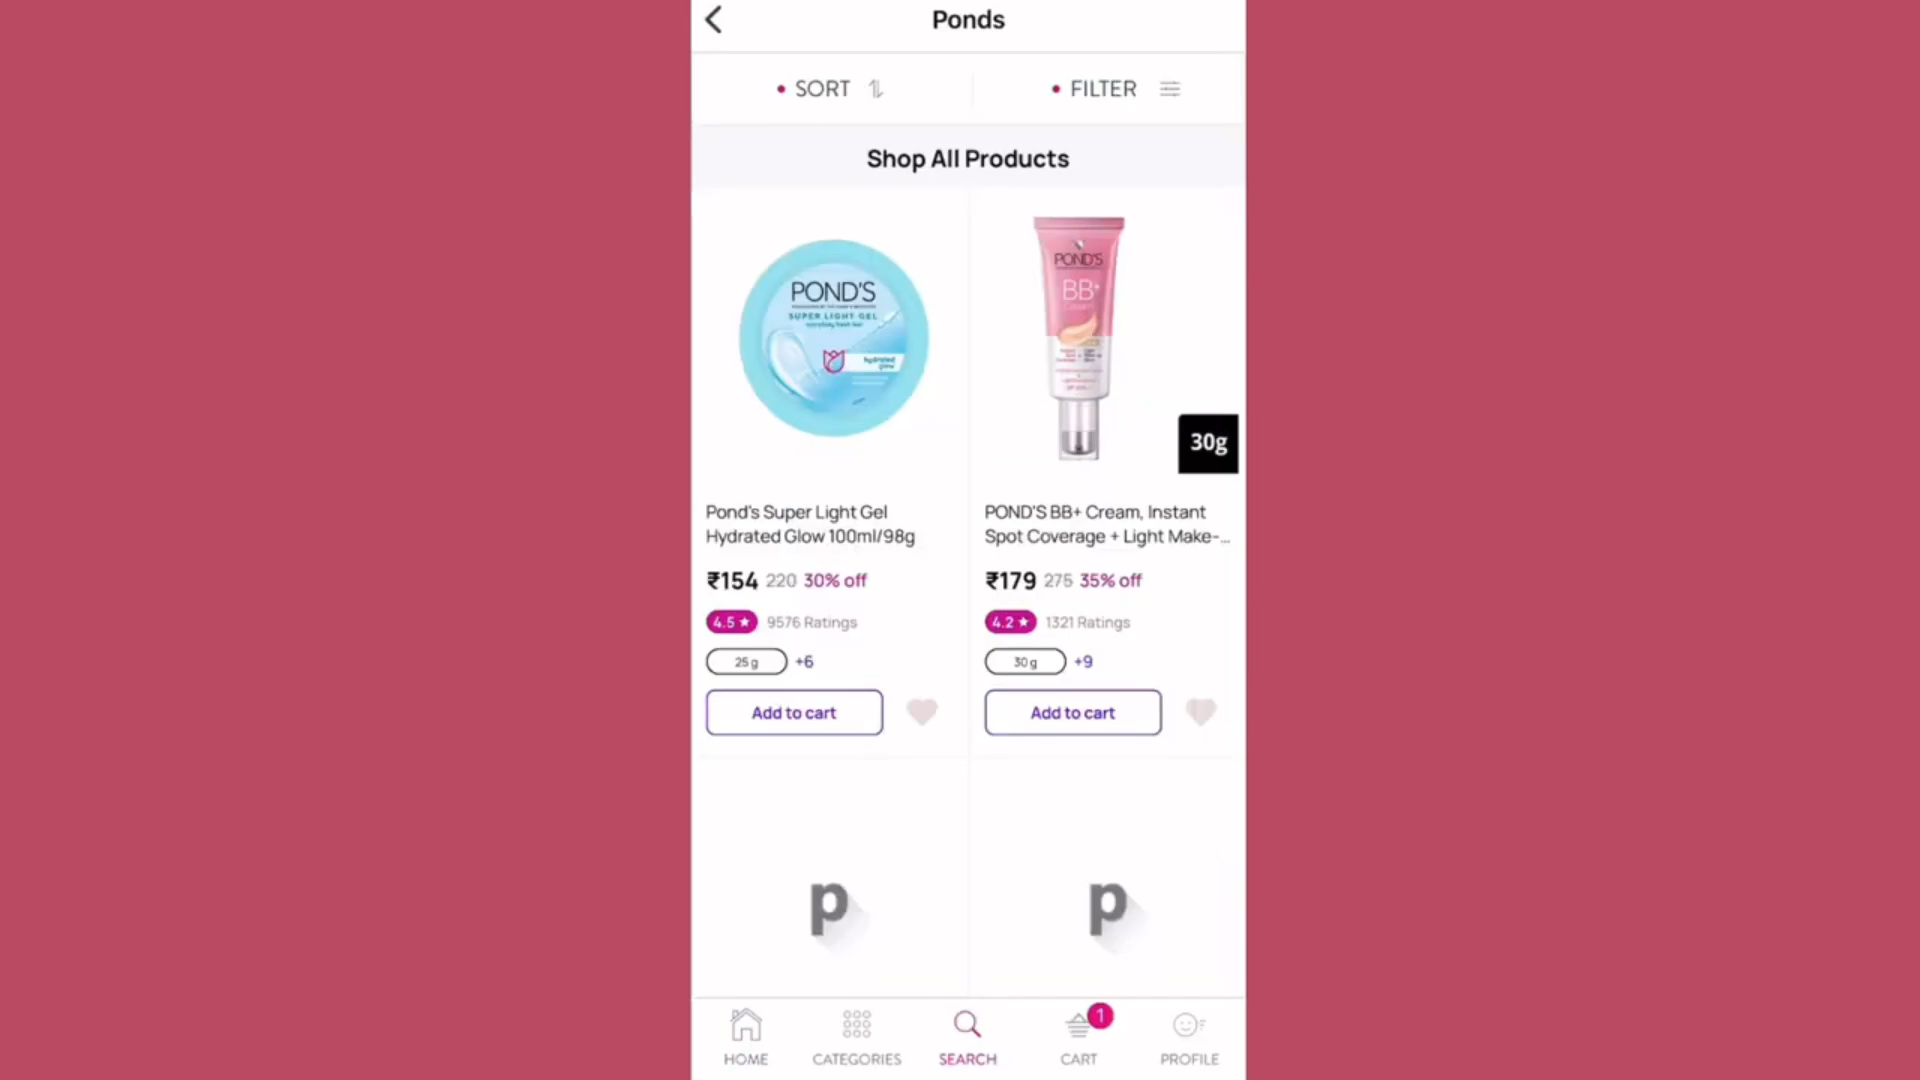 Ponds
SORT
FILTER
Shop All Products
POND'S
SUPER LIGHT GEL
hydrated
glow
POND'S
BB+
30g
Pond's Super Light Gel
Hydrated Glow 100ml/98g
POND'S BB+ Cream, Instant
Spot Coverage + Light Make-...
₹154 220 30% off
₹179 275 35% off
4.5 ★ 9576 Ratings
4.2 ★ 1321 Ratings
25 g +6
30 g +9
Add to cart
Add to cart
p
p
1
HOME
CATEGORIES
SEARCH
CART
PROFILE